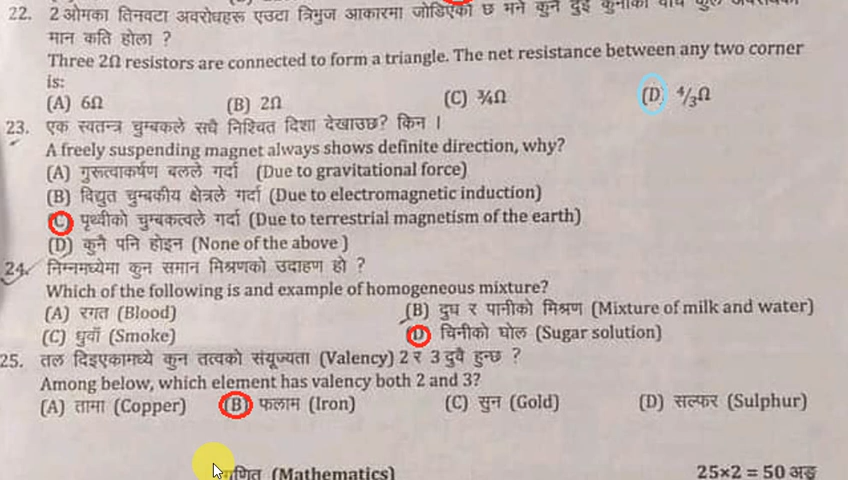 22. 2 ओमका तिनवटा अवरोधहरू एउटा त्रिभुज आकारमा जोडिएको छ भने कुनै दुई कुनाको बीच कुल
मान कति होला ?
Three 2Ω resistors are connected to form a triangle. The net resistance between any two corner
is:
(A) 6Ω (B) 2Ω (C) ¾Ω (D) 4/3Ω
23. एक स्वतन्त्र चुम्बकले सधै निश्चित दिशा देखाउछ? किन ।
A freely suspending magnet always shows definite direction, why?
(A) गुरूत्वाकर्षण बलले गर्दा (Due to gravitational force)
(B) विद्युत चुम्बकीय क्षेत्रले गर्दा (Due to electromagnetic induction)
(C) पृथ्वीको चुम्बकत्वले गर्दा (Due to terrestrial magnetism of the earth)
(D) कुनै पनि होइन (None of the above )
24. निम्नमध्येमा कुन समान मिश्रणको उदाहण हो ?
Which of the following is and example of homogeneous mixture?
(A) रगत (Blood) (B) दुध र पानीको मिश्रण (Mixture of milk and water)
(C) धुवाँ (Smoke) (D) चिनीको घोल (Sugar solution)
25. तल दिइएकामध्ये कुन तत्वको संयूज्यता (Valency) 2 र 3 दुवै हुन्छ ?
Among below, which element has valency both 2 and 3?
(A) तामा (Copper) (B) फलाम (Iron) (C) सुन (Gold) (D) सल्फर (Sulphur)
(Mathematics) 25×2 = 50 अङ्क